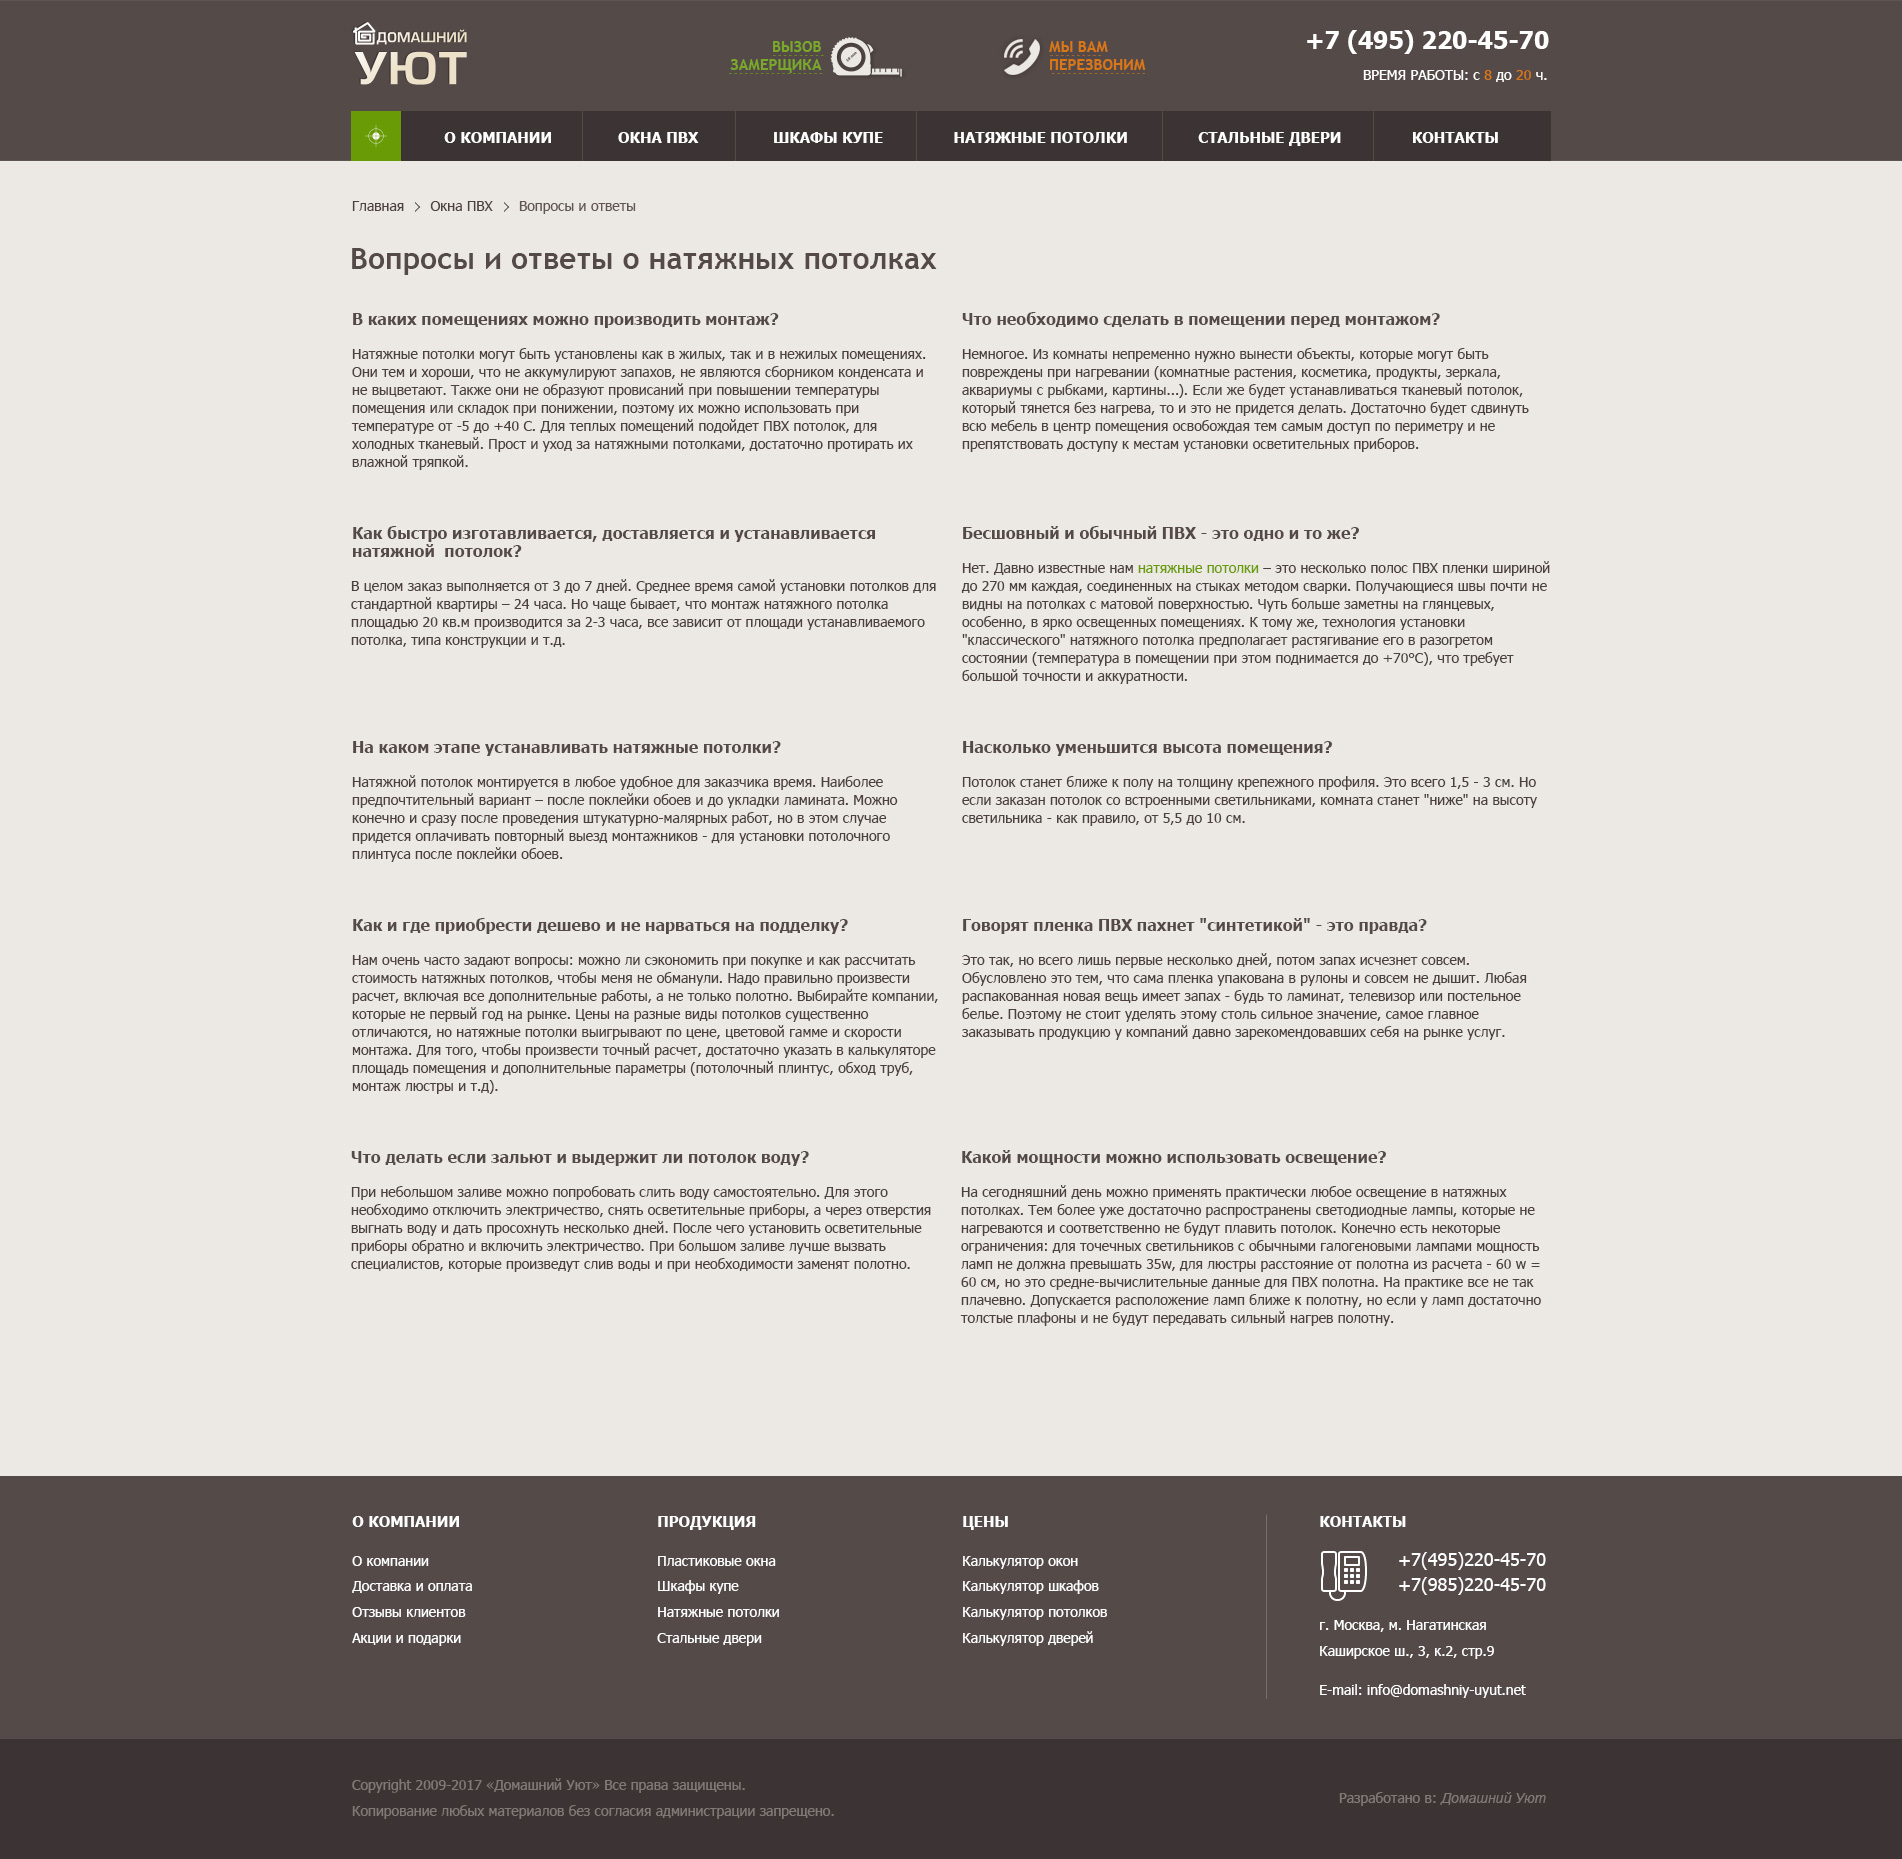 ДОМАШНИЙ
УЮТ
ВЫЗОВ
ЗАМЕРЩИКА
МЫ ВАМ
ПЕРЕЗВОНИМ
+7 (495) 220-45-70
ВРЕМЯ РАБОТЫ: с 8 до 20 ч.
О КОМПАНИИ
ОКНА ПВХ
ШКАФЫ КУПЕ
НАТЯЖНЫЕ ПОТОЛКИ
СТАЛЬНЫЕ ДВЕРИ
КОНТАКТЫ
Главная > Окна ПВХ > Вопросы и ответы
Вопросы и ответы о натяжных потолках
В каких помещениях можно производить монтаж?
Натяжные потолки могут быть установлены как в жилых, так и в нежилых помещениях.
Они тем и хороши, что не аккумулируют запахов, не являются сборником конденсата и
не выцветают. Также они не образуют провисаний при повышении температуры
помещения или складок при понижении, поэтому их можно использовать при
температуре от -5 до +40 С. Для теплых помещений подойдет ПВХ потолок, для
холодных тканевый. Прост и уход за натяжными потолками, достаточно протирать их
влажной тряпкой.
Что необходимо сделать в помещении перед монтажом?
Немногое. Из комнаты непременно нужно вынести объекты, которые могут быть
повреждены при нагревании (комнатные растения, косметика, продукты, зеркала,
аквариумы с рыбками, картины...). Если же будет устанавливаться тканевый потолок,
который тянется без нагрева, то и это не придется делать. Достаточно будет сдвинуть
всю мебель в центр помещения освобождая тем самым доступ по периметру и не
препятствовать доступу к местам установки осветительных приборов.
Как быстро изготавливается, доставляется и устанавливается
натяжной  потолок?
В целом заказ выполняется от 3 до 7 дней. Среднее время самой установки потолков для
стандартной квартиры – 24 часа. Но чаще бывает, что монтаж натяжного потолка
площадью 20 кв.м производится за 2-3 часа, все зависит от площади устанавливаемого
потолка, типа конструкции и т.д.
Бесшовный и обычный ПВХ - это одно и то же?
Нет. Давно известные нам натяжные потолки – это несколько полос ПВХ пленки шириной
до 270 мм каждая, соединенных на стыках методом сварки. Получающиеся швы почти не
видны на потолках с матовой поверхностью. Чуть больше заметны на глянцевых,
особенно, в ярко освещенных помещениях. К тому же, технология установки
"классического" натяжного потолка предполагает растягивание его в разогретом
состоянии (температура в помещении при этом поднимается до +70°С), что требует
большой точности и аккуратности.
На каком этапе устанавливать натяжные потолки?
Натяжной потолок монтируется в любое удобное для заказчика время. Наиболее
предпочтительный вариант – после поклейки обоев и до укладки ламината. Можно
конечно и сразу после проведения штукатурно-малярных работ, но в этом случае
придется оплачивать повторный выезд монтажников - для установки потолочного
плинтуса после поклейки обоев.
Насколько уменьшится высота помещения?
Потолок станет ближе к полу на толщину крепежного профиля. Это всего 1,5 - 3 см. Но
если заказан потолок со встроенными светильниками, комната станет "ниже" на высоту
светильника - как правило, от 5,5 до 10 см.
Как и где приобрести дешево и не нарваться на подделку?
Нам очень часто задают вопросы: можно ли сэкономить при покупке и как рассчитать
стоимость натяжных потолков, чтобы меня не обманули. Надо правильно произвести
расчет, включая все дополнительные работы, а не только полотно. Выбирайте компании,
которые не первый год на рынке. Цены на разные виды потолков существенно
отличаются, но натяжные потолки выигрывают по цене, цветовой гамме и скорости
монтажа. Для того, чтобы произвести точный расчет, достаточно указать в калькуляторе
площадь помещения и дополнительные параметры (потолочный плинтус, обход труб,
монтаж люстры и т.д).
Говорят пленка ПВХ пахнет "синтетикой" - это правда?
Это так, но всего лишь первые несколько дней, потом запах исчезнет совсем.
Обусловлено это тем, что сама пленка упакована в рулоны и совсем не дышит. Любая
распакованная новая вещь имеет запах - будь то ламинат, телевизор или постельное
белье. Поэтому не стоит уделять этому столь сильное значение, самое главное
заказывать продукцию у компаний давно зарекомендовавших себя на рынке услуг.
Что делать если зальют и выдержит ли потолок воду?
При небольшом заливе можно попробовать слить воду самостоятельно. Для этого
необходимо отключить электричество, снять осветительные приборы, а через отверстия
выгнать воду и дать просохнуть несколько дней. После чего установить осветительные
приборы обратно и включить электричество. При большом заливе лучше вызвать
специалистов, которые произведут слив воды и при необходимости заменят полотно.
Какой мощности можно использовать освещение?
На сегодняшний день можно применять практически любое освещение в натяжных
потолках. Тем более уже достаточно распространены светодиодные лампы, которые не
нагреваются и соответственно не будут плавить потолок. Конечно есть некоторые
ограничения: для точечных светильников с обычными галогеновыми лампами мощность
ламп не должна превышать 35w, для люстры расстояние от полотна из расчета - 60 w =
60 см, но это средне-вычислительные данные для ПВХ полотна. На практике все не так
плачевно. Допускается расположение ламп ближе к полотну, но если у ламп достаточно
толстые плафоны и не будут передавать сильный нагрев полотну.
О КОМПАНИИ
О компании
Доставка и оплата
Отзывы клиентов
Акции и подарки
ПРОДУКЦИЯ
Пластиковые окна
Шкафы купе
Натяжные потолки
Стальные двери
ЦЕНЫ
Калькулятор окон
Калькулятор шкафов
Калькулятор потолков
Калькулятор дверей
КОНТАКТЫ
+7(495)220-45-70
+7(985)220-45-70
г. Москва, м. Нагатинская
Каширское ш., 3, к.2, стр.9
E-mail: info@domashniy-uyut.net
Copyright 2009-2017 «Домашний Уют» Все права защищены.
Копирование любых материалов без согласия администрации запрещено.
Разработано в: Домашний Уют